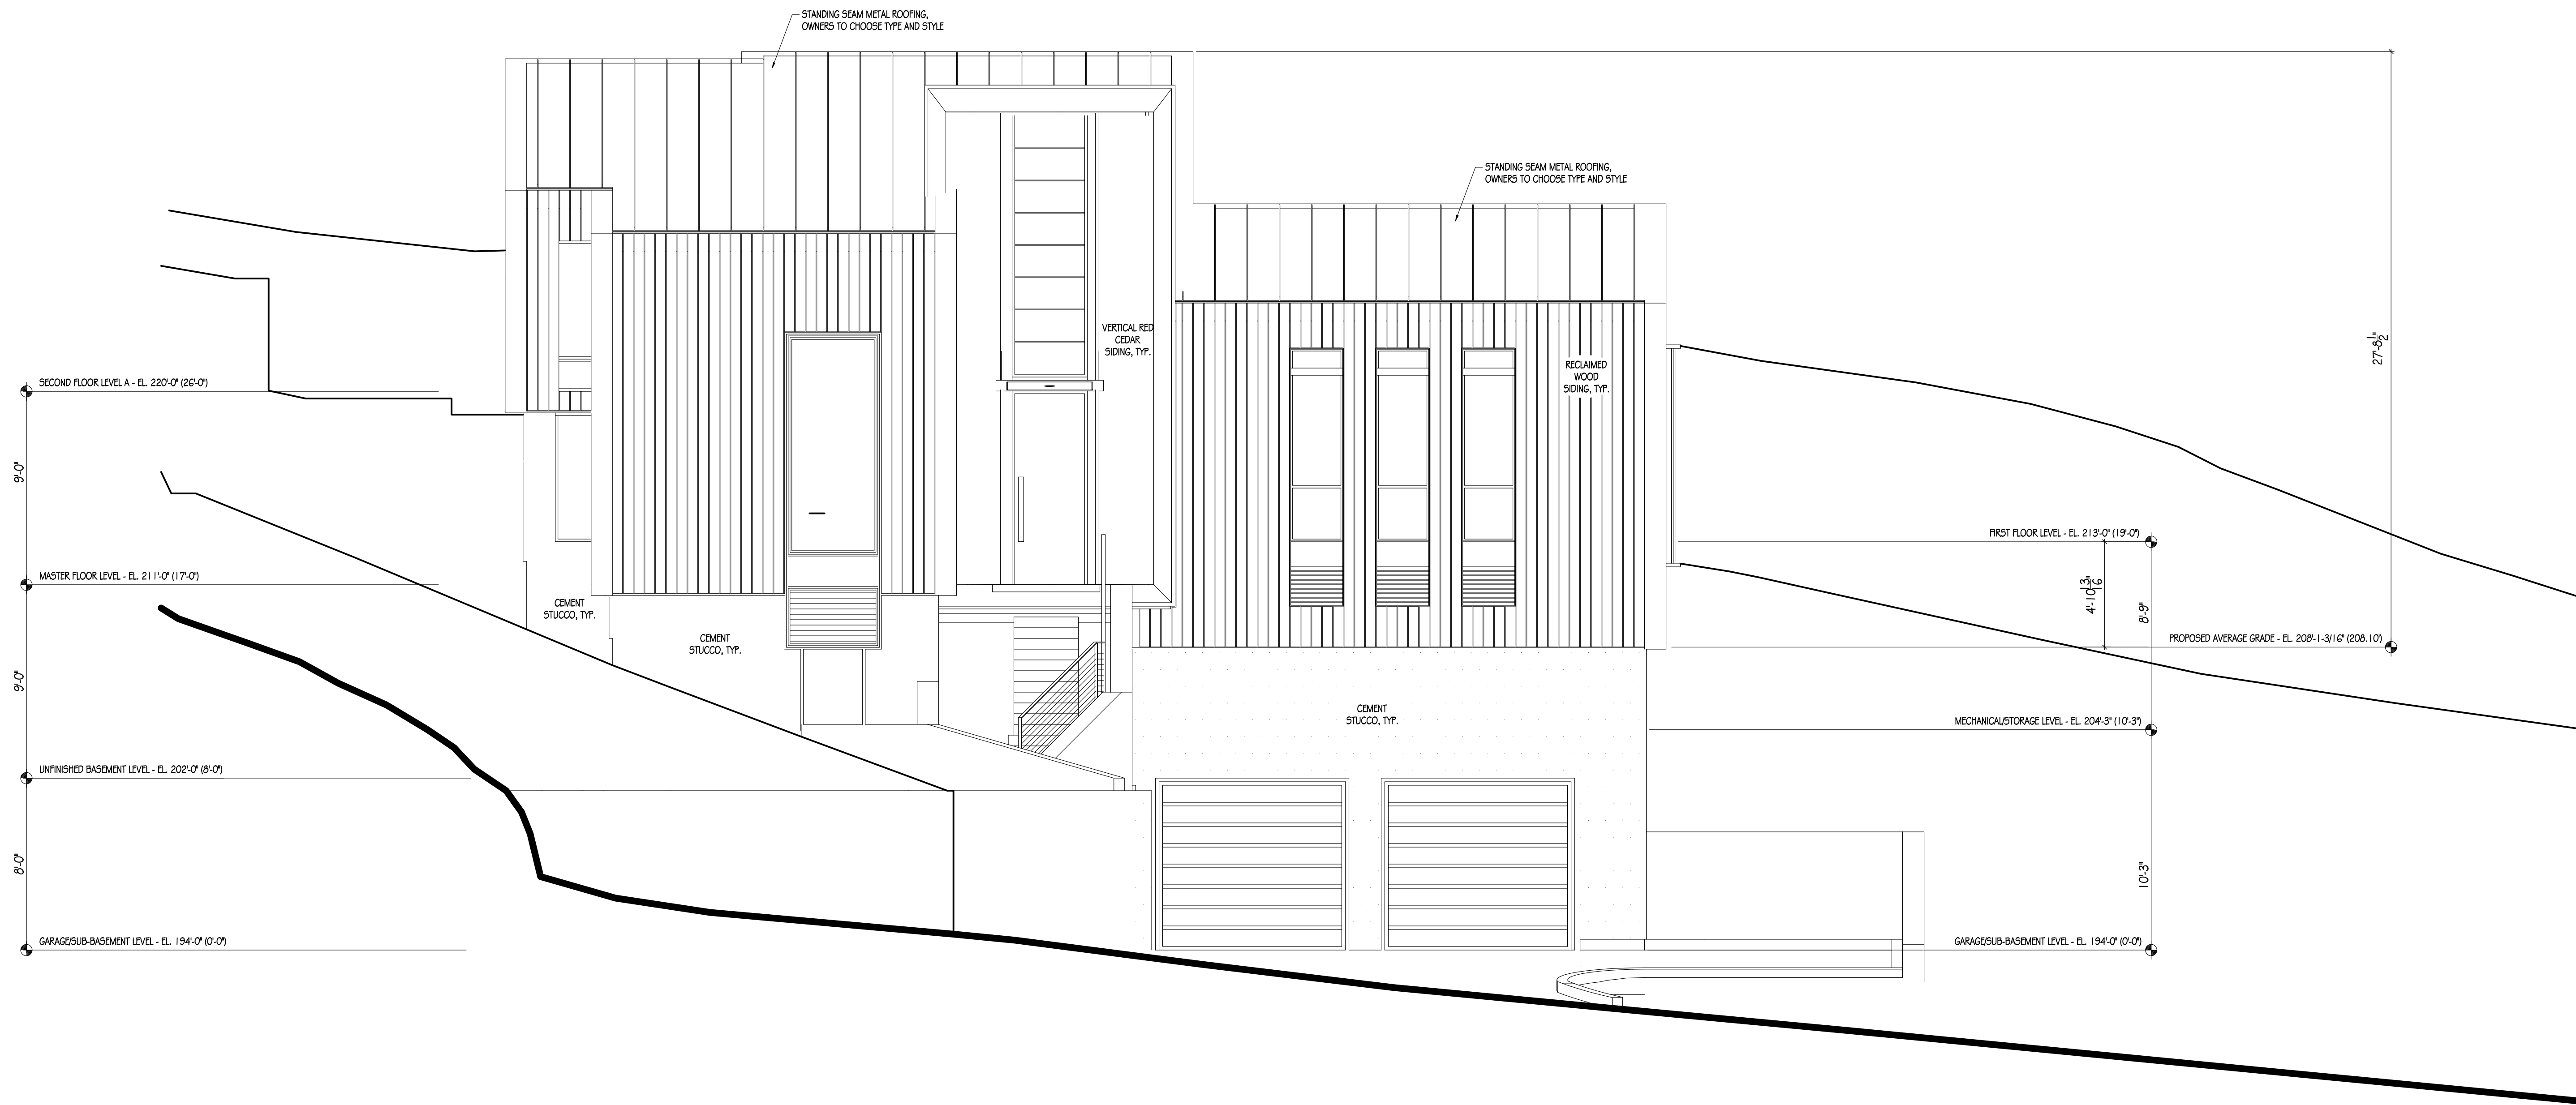 STANDING SEAM METAL ROOFING,
OWNERS TO CHOOSE TYPE AND STYLE
STANDING SEAM METAL ROOFING,
OWNERS TO CHOOSE TYPE AND STYLE
VERTICAL RED
CEDAR
SIDING, TYP.
RECLAIMED
WOOD
SIDING, TYP.
27'-8 1/2"
SECOND FLOOR LEVEL A - EL. 220'-0" (26'-0")
9'-0"
FIRST FLOOR LEVEL - EL. 213'-0" (19'-0")
MASTER FLOOR LEVEL - EL. 211'-0" (17'-0")
4'-10 13/16"
8'-9"
CEMENT
STUCCO, TYP.
CEMENT
STUCCO, TYP.
PROPOSED AVERAGE GRADE - EL. 208'-1-3/16" (208.10')
9'-0"
CEMENT
STUCCO, TYP.
MECHANICAL/STORAGE LEVEL - EL. 204'-3" (10'-3")
UNFINISHED BASEMENT LEVEL - EL. 202'-0" (8'-0")
8'-0"
10'-3"
GARAGE/SUB-BASEMENT LEVEL - EL. 194'-0" (0'-0")
GARAGE/SUB-BASEMENT LEVEL - EL. 194'-0" (0'-0")